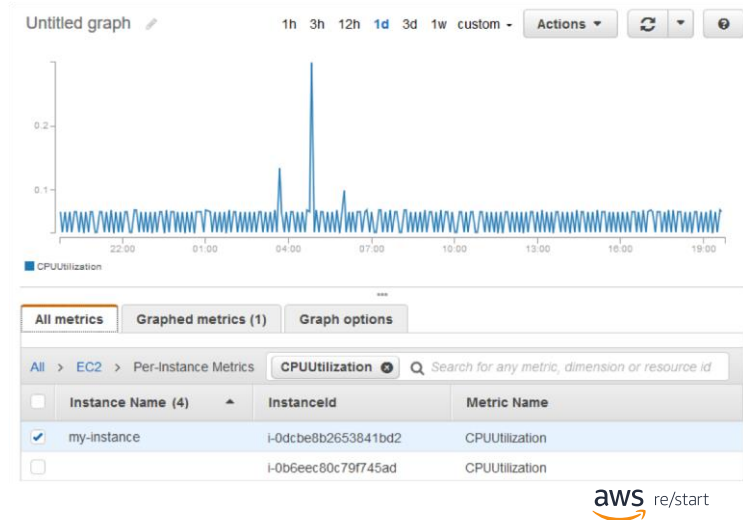 Untitled graph 1h 3h 12h 1d 3d 1w custom Actions
0.2
0.1
22:00 01:00 04:00 07:00 10:00 13:00 16:00 19:00
CPUUtilization
All metrics Graphed metrics (1) Graph options
All > EC2 > Per-Instance Metrics CPUUtilization Search for any metric, dimension or resource id
Instance Name (4) InstanceId Metric Name
my-instance i-0dcbe8b2653841bd2 CPUUtilization
i-0b6eec80c79f745ad CPUUtilization
aws re/start